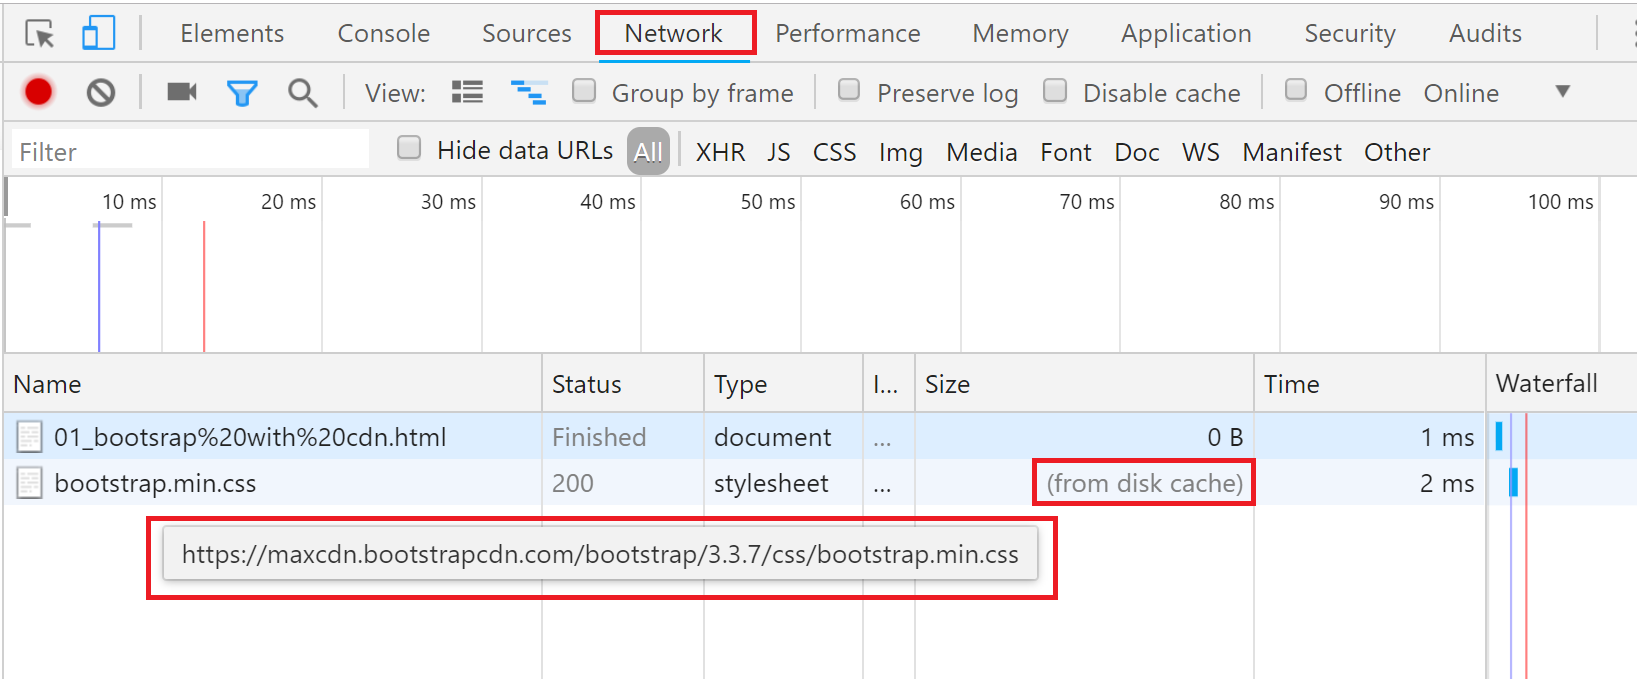 Elements Console Sources Network Performance Memory Application Security Audits
View: Group by frame Preserve log Disable cache Offline Online
Filter Hide data URLs All XHR JS CSS Img Media Font Doc WS Manifest Other
10 ms 20 ms 30 ms 40 ms 50 ms 60 ms 70 ms 80 ms 90 ms 100 ms
Name Status Type I... Size Time Waterfall
01_bootsrap%20with%20cdn.html Finished document ... 0 B 1 ms
bootstrap.min.css 200 stylesheet ... (from disk cache) 2 ms
https://maxcdn.bootstrapcdn.com/bootstrap/3.3.7/css/bootstrap.min.css